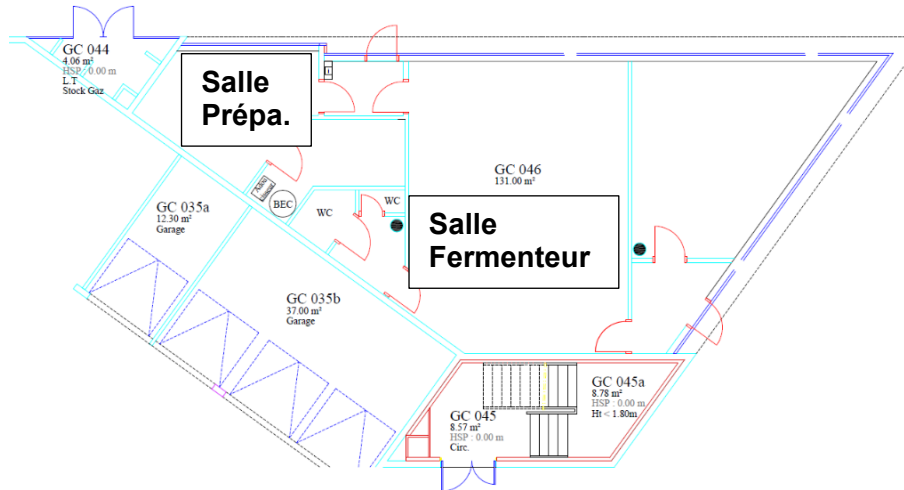 GC 044
4.06 m²
HSP : 0.00 m
L.T
Stock Gaz
Salle
Prépa.
GC 046
131.00 m²
BEC
WC
WC
GC 035a
12.30 m²
Garage
Salle
Fermenteur
GC 035b
37.00 m²
Garage
GC 045a
8.78 m²
HSP : 0.00 m
Ht < 1.80m
GC 045
8.57 m²
HSP : 0.00 m
Circ.